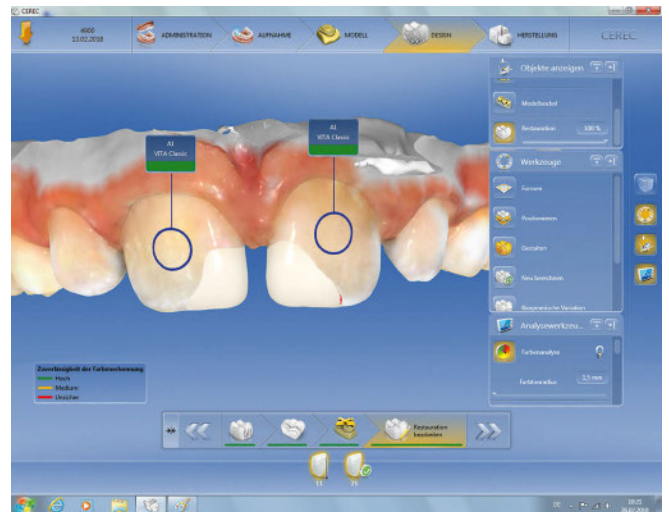 CEREC
4600
13.02.2018
ADMINISTRATION
AUFNAHME
MODELL
DESIGN
HERSTELLUNG
CEREC
Objekte anzeigen
Modellsockel
Restauration
100 %
A1
VITA Classic
A1
VITA Classic
Werkzeuge
Formen
Positionieren
Gestalten
Neu berechnen
Biogenerische Variation
Analysewerkzeu...
Farbanalyse
2,5 mm
Zuverlässigkeit der Farbanerkennung
Hoch
Medium
Unsicher
Restauration
bearbeiten
11
21
DE